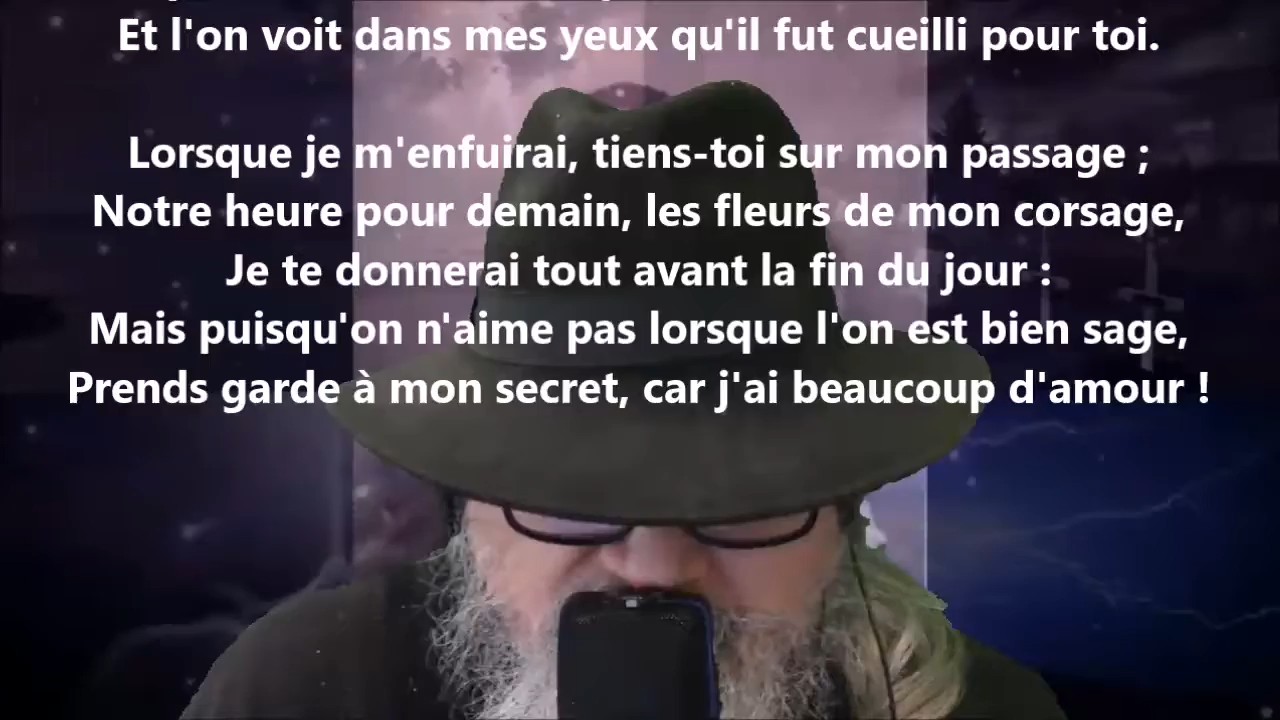 Et l'on voit dans mes yeux qu'il fut cueilli pour toi.
Lorsque je m'enfuirai, tiens-toi sur mon passage ;
Notre heure pour demain, les fleurs de mon corsage,
Je te donnerai tout avant la fin du jour :
Mais puisqu'on n'aime pas lorsque l'on est bien sage,
Prends garde à mon secret, car j'ai beaucoup d'amour !